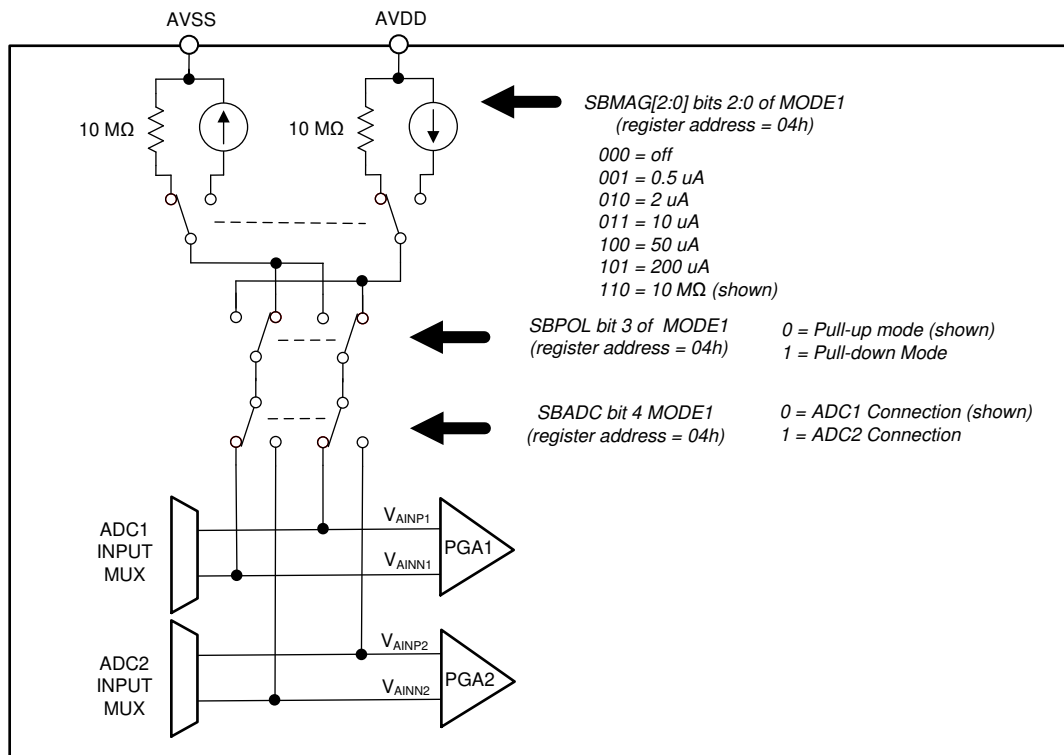 AVSS
AVDD
10 MΩ
10 MΩ
SBMAG[2:0] bits 2:0 of MODE1
(register address = 04h)
000 = off
001 = 0.5 uA
010 = 2 uA
011 = 10 uA
100 = 50 uA
101 = 200 uA
110 = 10 MΩ (shown)
SBPOL bit 3 of MODE1
(register address = 04h)
0 = Pull-up mode (shown)
1 = Pull-down Mode
SBADC bit 4 MODE1
(register address = 04h)
0 = ADC1 Connection (shown)
1 = ADC2 Connection
ADC1
INPUT
MUX
VAINP1
VAINN1
PGA1
ADC2
INPUT
MUX
VAINP2
VAINN2
PGA2